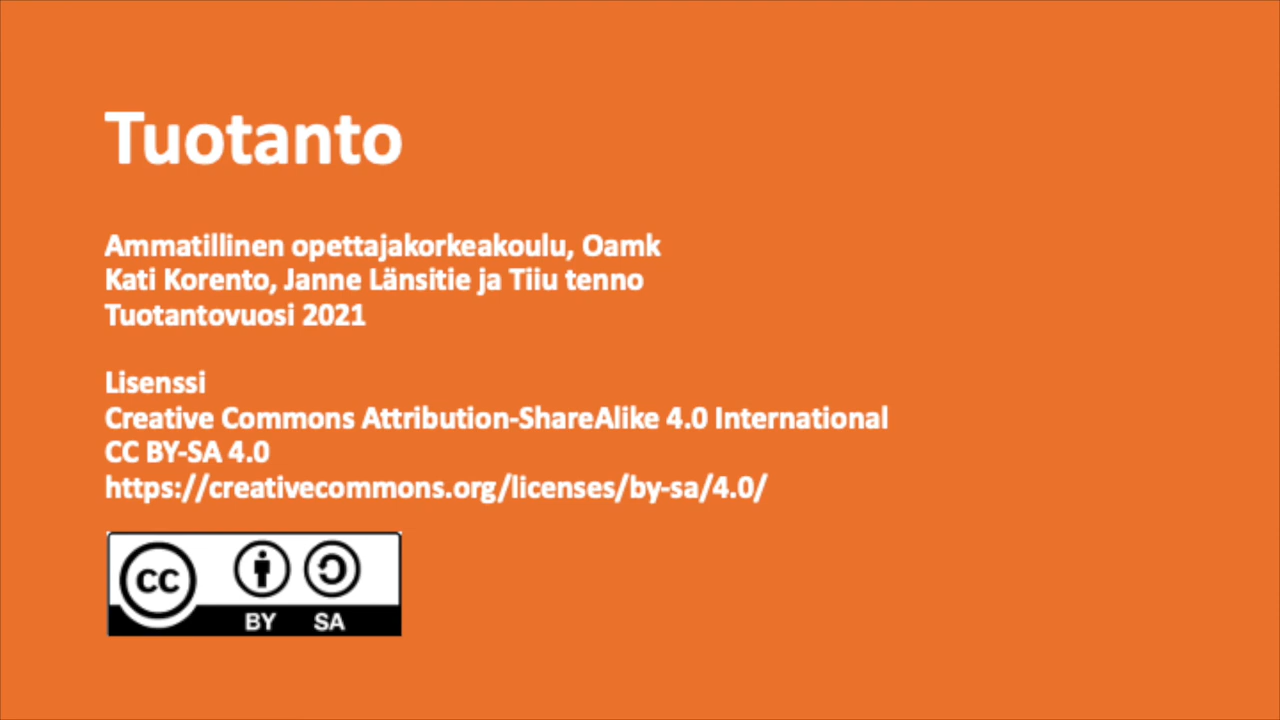 Tuotanto
Ammatillinen opettajakorkeakoulu, Oamk
Kati Korento, Janne Länsitie ja Tiiu tenno
Tuotantovuosi 2021
Lisenssi
Creative Commons Attribution-ShareAlike 4.0 International
CC BY-SA 4.0
https://creativecommons.org/licenses/by-sa/4.0/
CC
BY SA